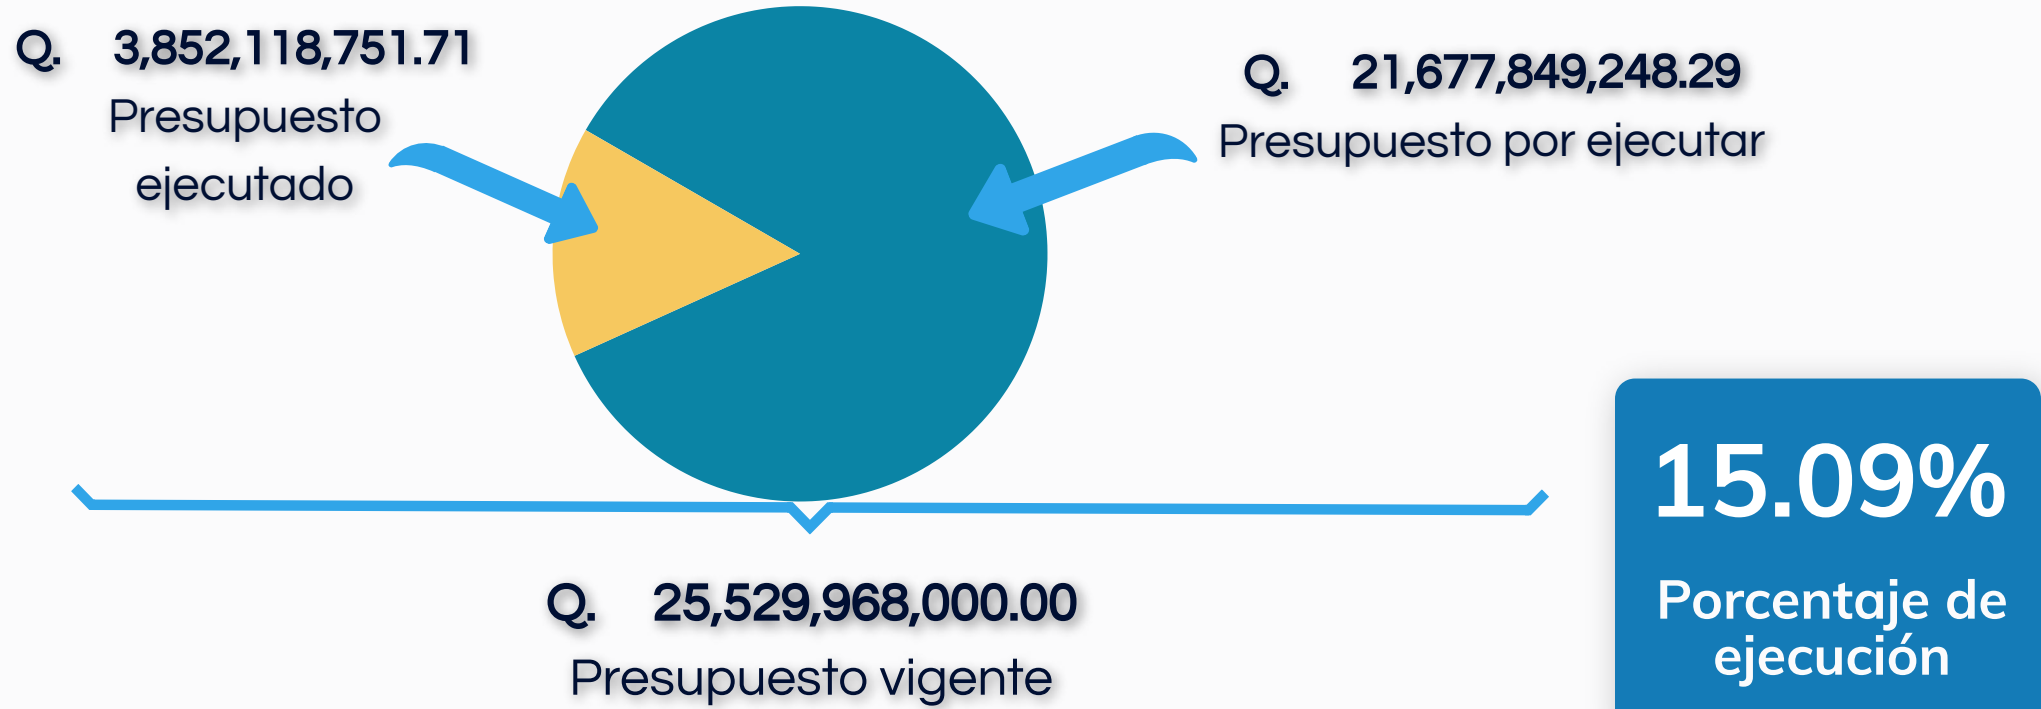 Q. 3,852,118,751.71
Presupuesto
ejecutado
Q. 21,677,849,248.29
Presupuesto por ejecutar
Q. 25,529,968,000.00
Presupuesto vigente
15.09%
Porcentaje de
ejecución